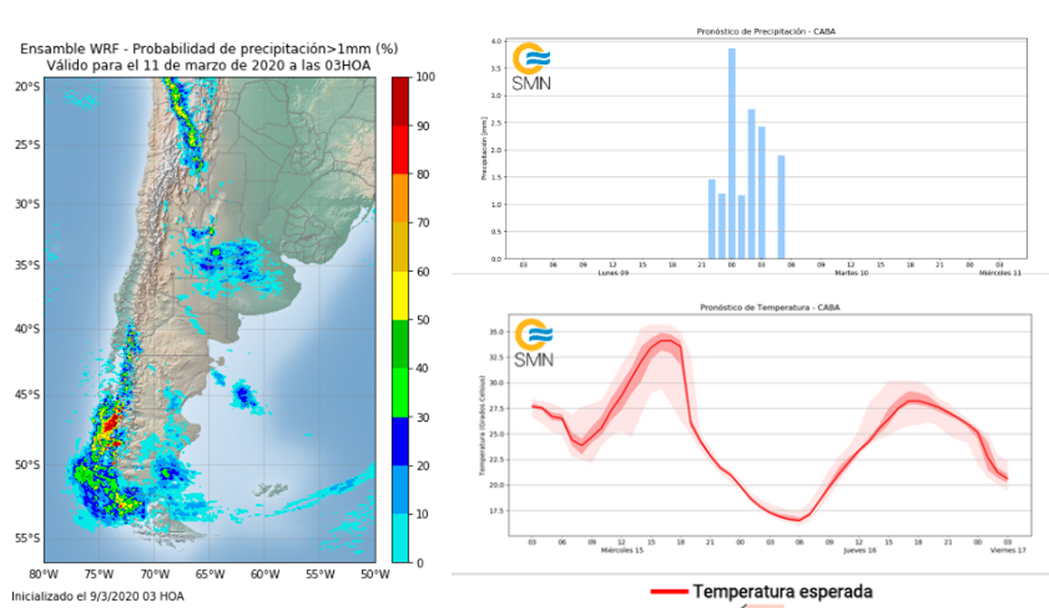 Ensamble WRF - Probabilidad de precipitación>1mm (%)
Válido para el 11 de marzo de 2020 a las 03HOA
20°S
25°S
30°S
35°S
40°S
45°S
50°S
55°S
80°W 75°W 70°W 65°W 60°W 55°W 50°W
100
90
80
70
60
50
40
30
20
10
0
Inicializado el 9/3/2020 03 HOA
Pronóstico de Precipitación - CABA
SMN
Precipitación [mm]
4.0
3.5
3.0
2.5
2.0
1.5
1.0
0.5
0.0
03 06 09 12 15 18 21 00 03 06 09 12 15 18 21 00 04
Lunes 09 Martes 10 Miércoles 11
Pronóstico de Temperatura - CABA
SMN
Temperatura (Grados Celsius)
35.0
32.5
30.0
27.5
25.0
22.5
20.0
17.5
03 06 09 12 15 18 21 00 03 06 09 12 15 18 21 00 03
Miércoles 15 Jueves 16 Viernes 17
Temperatura esperada